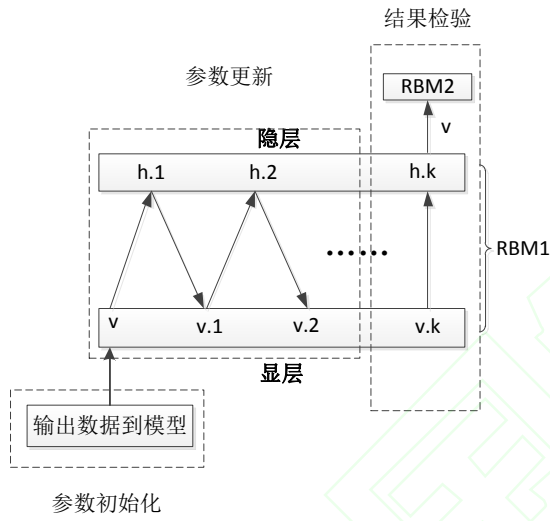 结果检验
参数更新
RBM2
v
隐层
h.1 h.2 h.k
……
RBM1
v v.1 v.2 v.k
显层
输出数据到模型
参数初始化